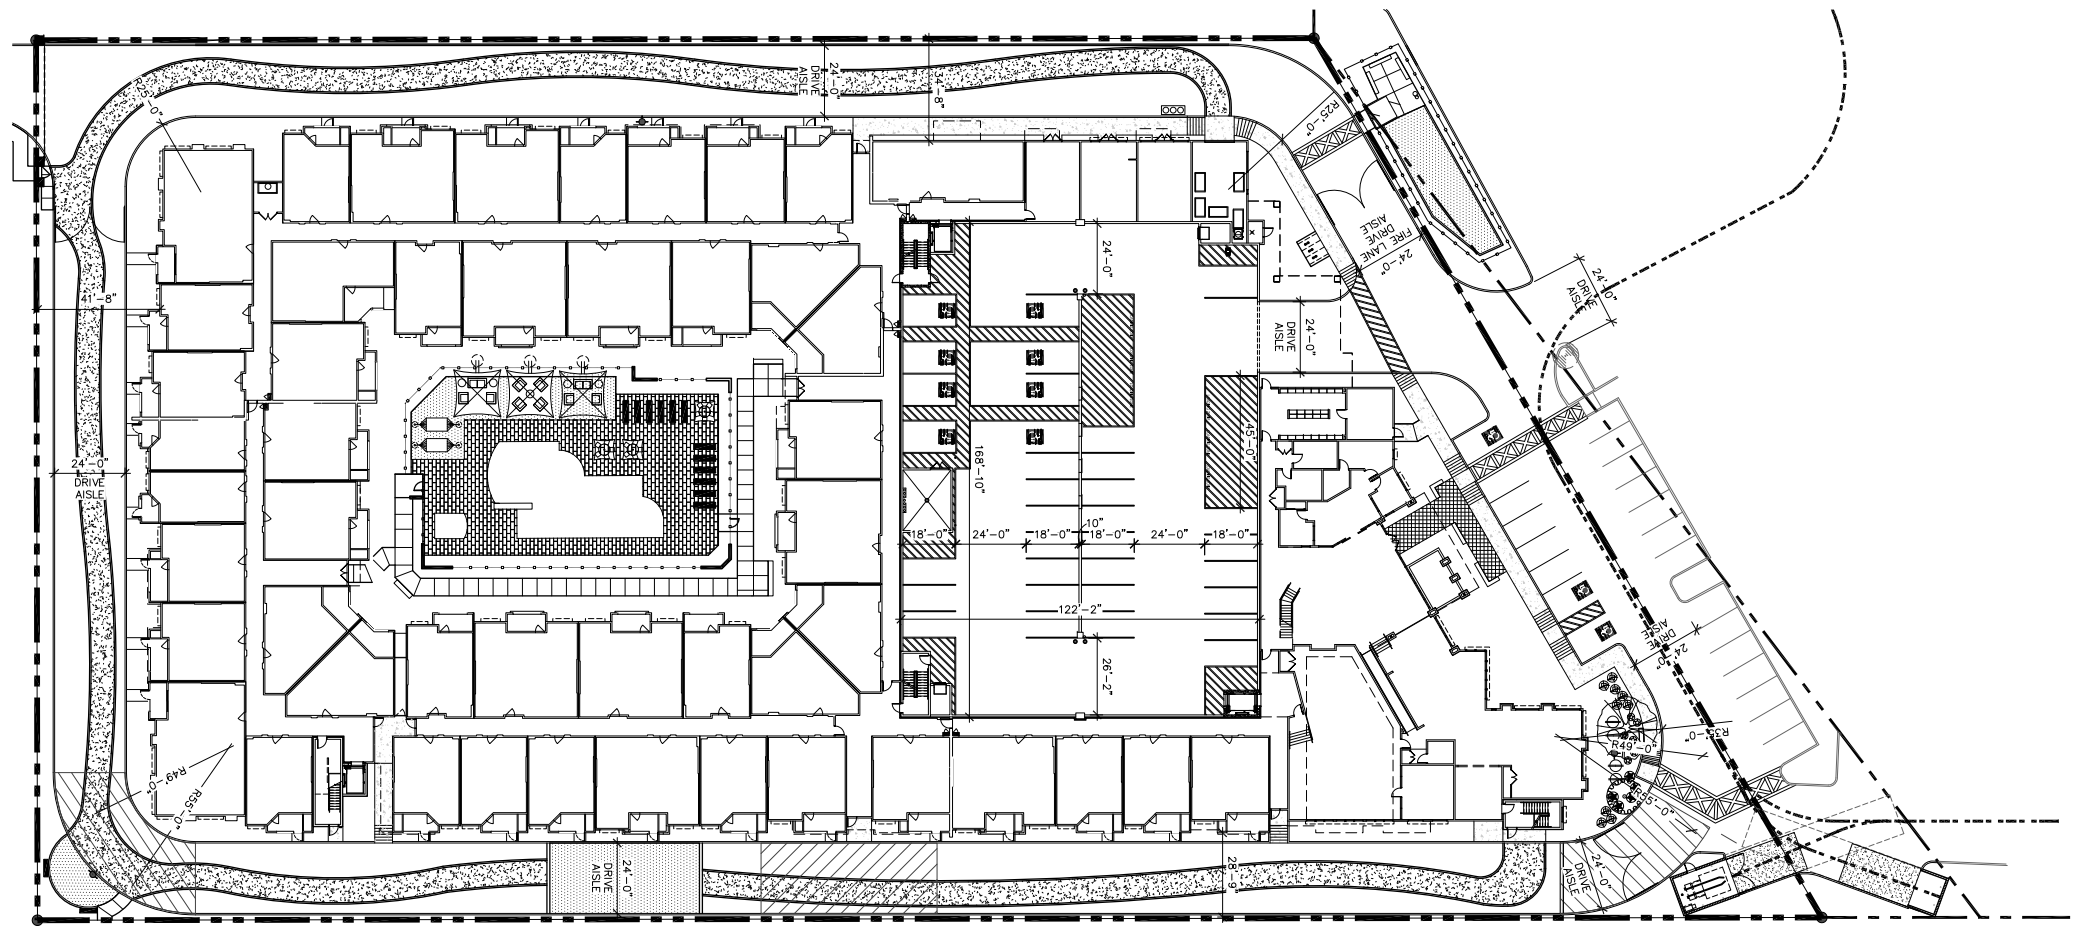 24'-0"
DRIVE
AISLE
34'-8"
R25'-0"
R25'-0"
FIRE LANE
DRIVE
AISLE
24'-0"
24'-0"
DRIVE
AISLE
41'-8"
24'-0"
24'-0"
DRIVE
AISLE
24'-0"
DRIVE
AISLE
45'-0"
168'-10"
10"
18'-0"
24'-0"
18'-0"
18'-0"
24'-0"
18'-0"
122'-2"
26'-2"
24'-0"
DRIVE
AISLE
R35'-0"
R49'-0"
R55'-0"
R49'-0"
R55'-0"
24'-0"
DRIVE
AISLE
28'-9"
24'-0"
DRIVE
AISLE